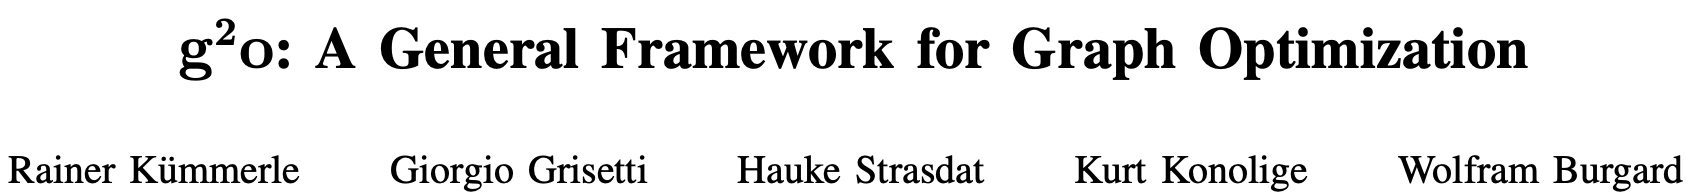 g²o: A General Framework for Graph Optimization
Rainer Kümmerle Giorgio Grisetti Hauke Strasdat Kurt Konolige Wolfram Burgard